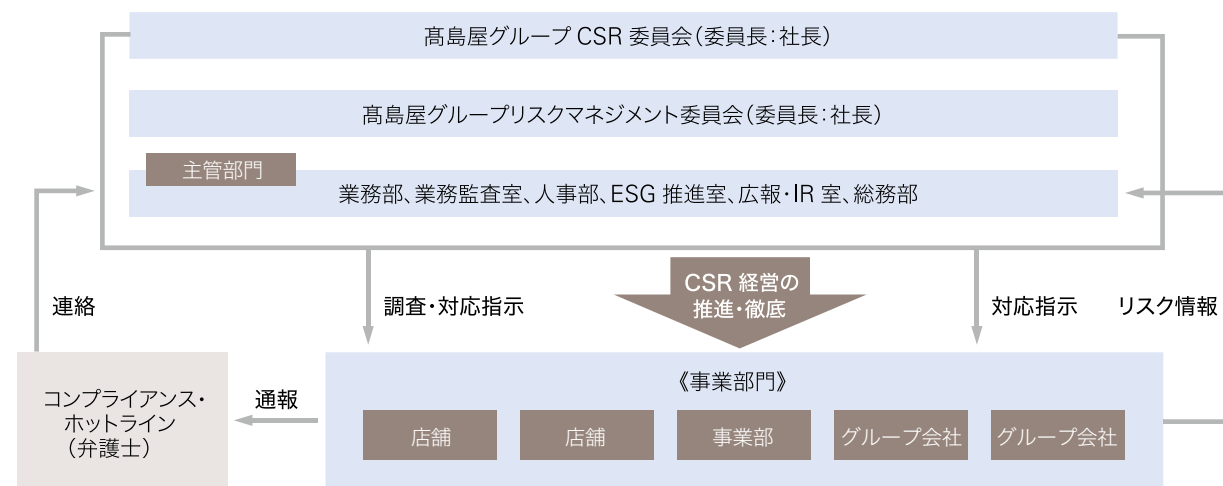 髙島屋グループ CSR 委員会(委員長:社長)
髙島屋グループリスクマネジメント委員会(委員長:社長)
主管部門
業務部、業務監査室、人事部、ESG 推進室、広報・IR 室、総務部
連絡
調査・対応指示
CSR 経営の
推進・徹底
対応指示
リスク情報
コンプライアンス・
ホットライン
(弁護士)
通報
《事業部門》
店舗
店舗
事業部
グループ会社
グループ会社